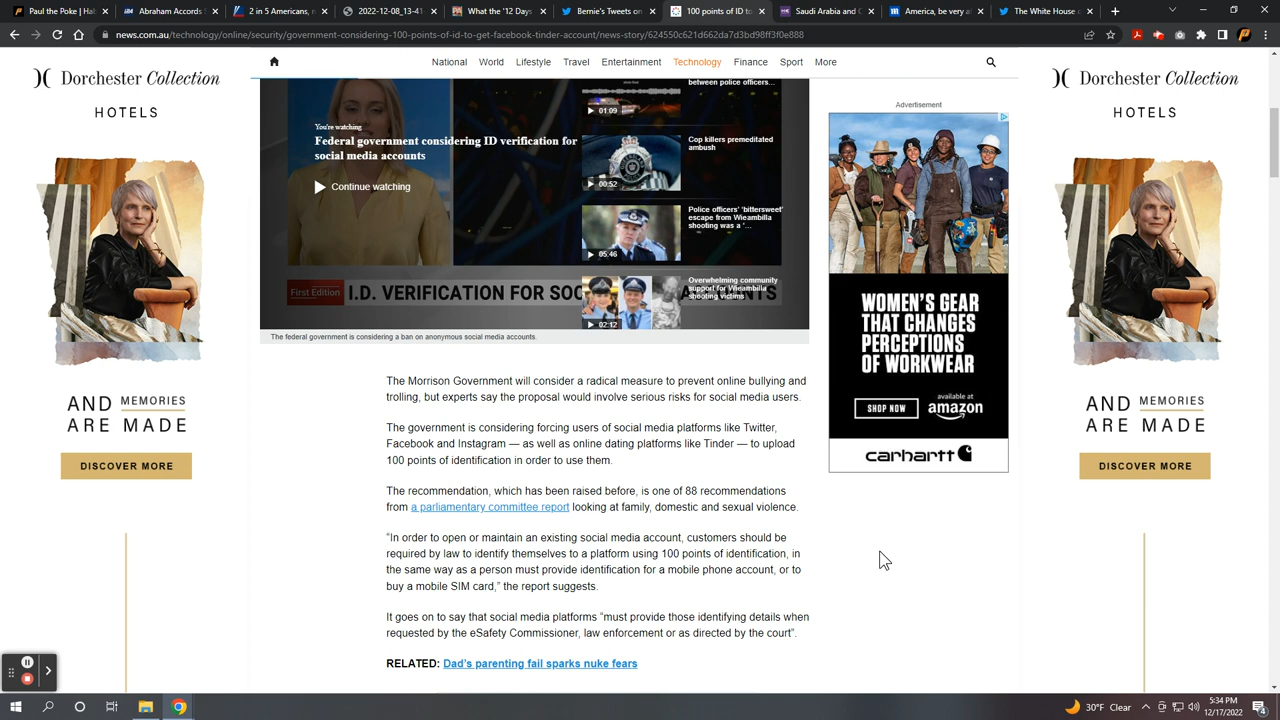 Paul the Poke i
2022-12-08_13-41
Bernie's Tweet
100 points of ID
Arabia and C
America, be very a
White House C
news.com.au/technology/online/security/government-considering-100-points-of-id-to-get-facebook-tinder-account/news-story/624550c621d662da7d3bd98ff3f0e888
Dorchester Collection
HOTELS
AND MEMORIES
ARE MADE
DISCOVER MORE
National World Lifestyle Travel Entertainment Technology Finance Sport More
You're watching
Federal government considering ID verification for
social media accounts
Continue watching
between police officers...
01:09
Cop killers premeditated
ambush
00:52
Police officers' 'bittersweet'
escape from Wieambilla
shooting was a '...
05:46
Overwhelming community
support for Wieambilla
shooting victims
02:12
First Edition
I.D. VERIFICATION FOR SOC
NTS
The federal government is considering a ban on anonymous social media accounts.
The Morrison Government will consider a radical measure to prevent online bullying and
trolling, but experts say the proposal would involve serious risks for social media users.
The government is considering forcing users of social media platforms like Twitter,
Facebook and Instagram — as well as online dating platforms like Tinder — to upload
100 points of identification in order to use them.
The recommendation, which has been raised before, is one of 88 recommendations
from a parliamentary committee report looking at family, domestic and sexual violence.
“In order to open or maintain an existing social media account, customers should be
required by law to identify themselves to a platform using 100 points of identification, in
the same way as a person must provide identification for a mobile phone account, or to
buy a mobile SIM card,” the report suggests.
It goes on to say that social media platforms “must provide those identifying details when
requested by the eSafety Commissioner, law enforcement or as directed by the court”.
RELATED: Dad’s parenting fail sparks nuke fears
Advertisement
WOMEN'S GEAR
THAT CHANGES
PERCEPTIONS
OF WORKWEAR
SHOP NOW
available at
amazon
carhartt
Dorchester Collection
HOTELS
AND MEMORIES
ARE MADE
DISCOVER MORE
30°F Clear
5:34 PM
12/17/2022